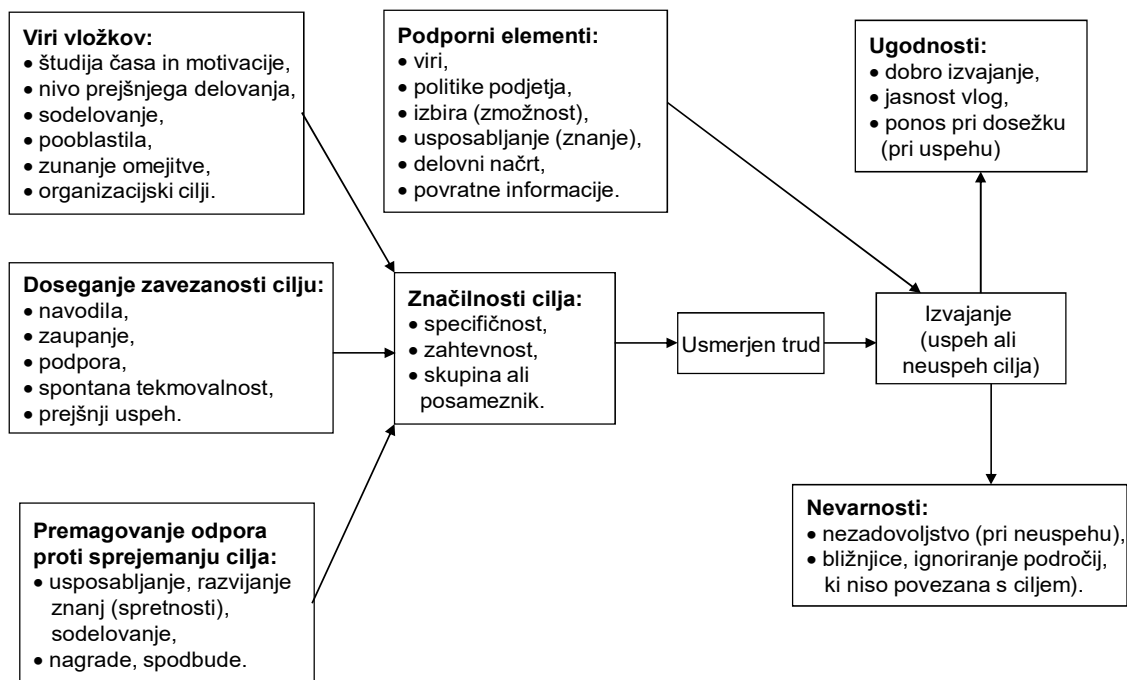 Viri vložkov:
• študija časa in motivacije,
• nivo prejšnjega delovanja,
• sodelovanje,
• pooblastila,
• zunanje omejitve,
• organizacijski cilji.
Podporni elementi:
• viri,
• politike podjetja,
• izbira (zmožnost),
• usposabljanje (znanje),
• delovni načrt,
• povratne informacije.
Ugodnosti:
• dobro izvajanje,
• jasnost vlog,
• ponos pri dosežku
(pri uspehu)
Doseganje zavezanosti cilju:
• navodila,
• zaupanje,
• podpora,
• spontana tekmovalnost,
• prejšnji uspeh.
Značilnosti cilja:
• specifičnost,
• zahtevnost,
• skupina ali
posameznik.
Usmerjen trud
Izvajanje
(uspeh ali
neuspeh cilja)
Premagovanje odpora
proti sprejemanju cilja:
• usposabljanje, razvijanje
znanj (spretnosti),
sodelovanje,
• nagrade, spodbude.
Nevarnosti:
• nezadovoljstvo (pri neuspehu),
• bližnjice, ignoriranje področij,
ki niso povezana s ciljem).